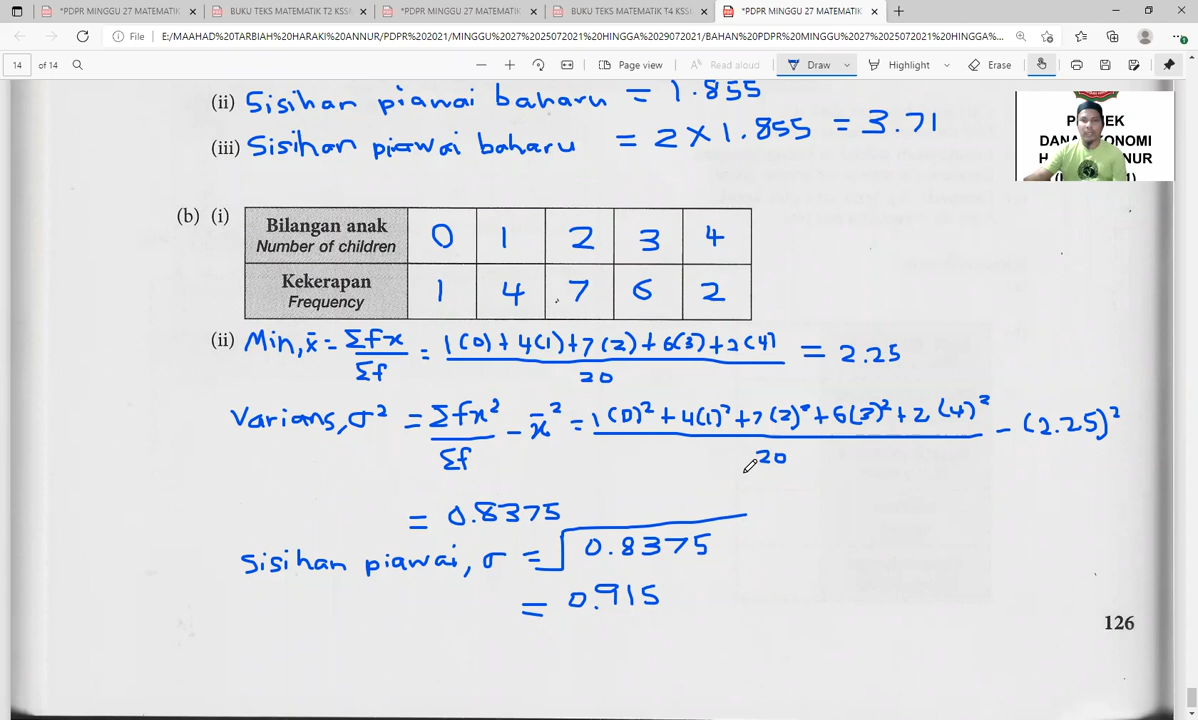 *PDPR MINGGU 27 MATEMATIK
BUKU TEKS MATEMATIK T2 KSS
*PDPR MINGGU 27 MATEMATIK
BUKU TEKS MATEMATIK T4 KSS
*PDPR MINGGU 27 MATEMATIK
File
E:/MAAHAD%20TARBIAH%20HARAKI%20ANNUR/PDPR%202021/MINGGU%2027%2025072021%20HINGGA%2029072021/BAHAN%20PDPR%20MINGGU%2027%2025072021%20HINGGA%...
14 of 14
Page view
Read aloud
Draw
Highlight
Erase
(ii) Sisihan piawai baharu = 1.855
(iii) Sisihan piawai baharu = 2 × 1.855 = 3.71
DANA EKONOMI
(b) (i)
Bilangan anak 0 1 2 3 4
Number of children
Kekerapan 1 4 7 6 2
Frequency
(ii) Min, x̄ = Σfx / Σf = 1(0) + 4(1) + 7(2) + 6(3) + 2(4) / 20 = 2.25
Varians, σ² = Σfx² / Σf − x̄² = 1(0)² + 4(1)² + 7(2)² + 6(3)² + 2(4)² / 20 − (2.25)²
= 0.8375
Sisihan piawai, σ = √0.8375
= 0.915
126